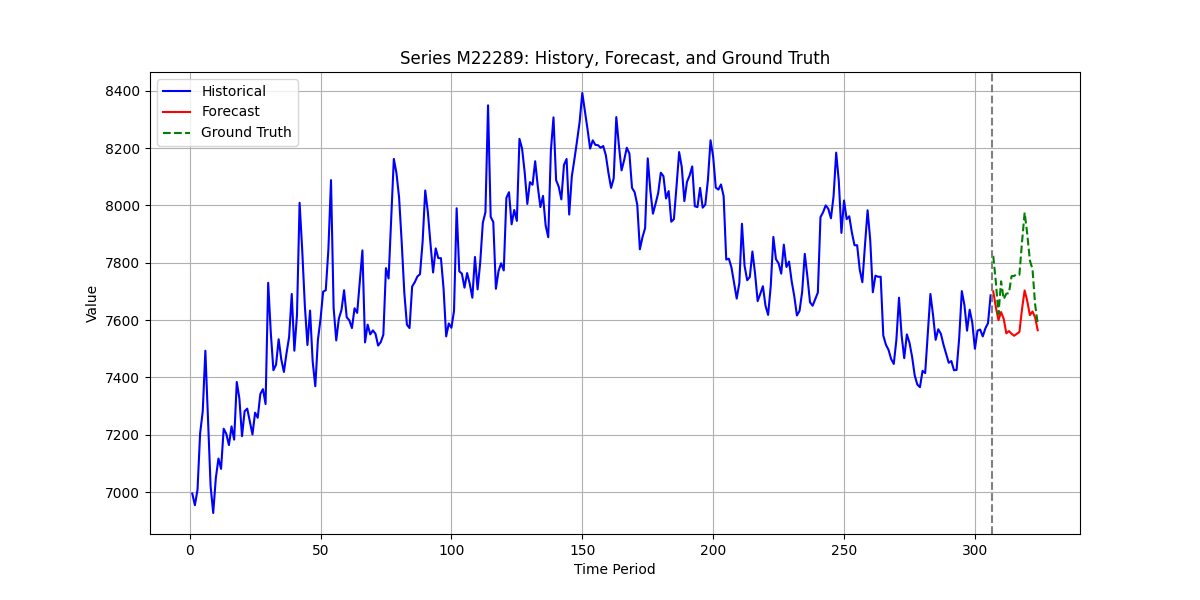 Series M22289: History, Forecast, and Ground Truth
Historical
Forecast
Ground Truth
8400
8200
8000
7800
7600
7400
7200
7000
Value
0 50 100 150 200 250 300
Time Period